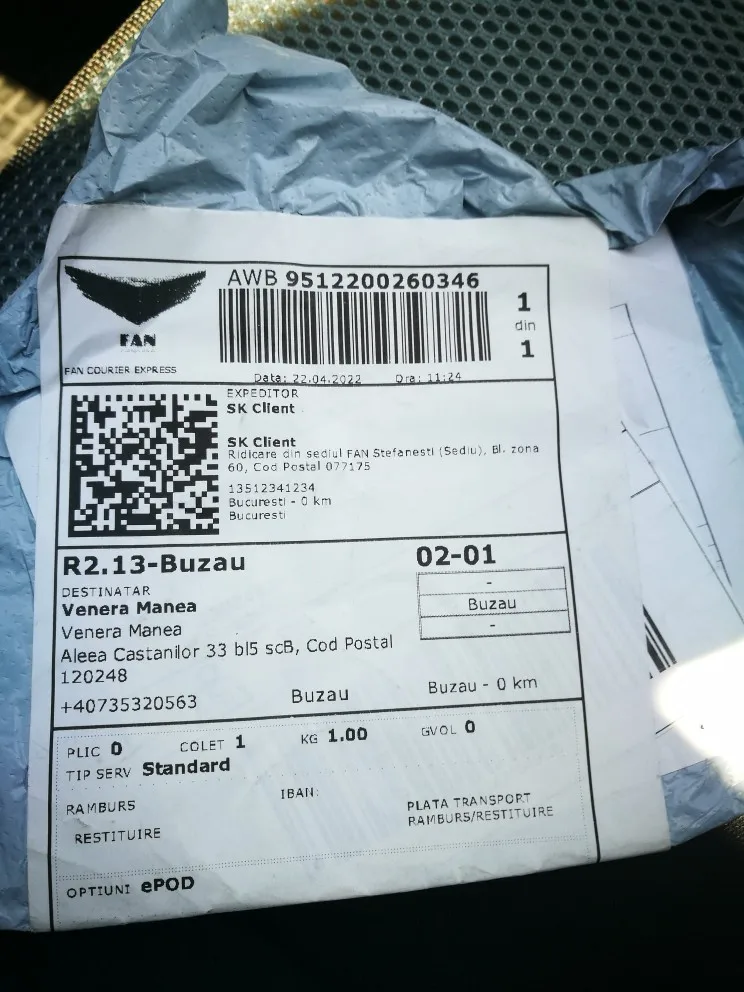 AWB 9512200260346
1
din
1
FAN
FAN COURIER EXPRESS
Data: 22.04.2022 Ora: 11:24
EXPEDITOR
SK Client
SK Client
Ridicare din sediul FAN Stefanesti (Sediu), Bl. zona
60, Cod Postal 077175
13512341234
Bucuresti - 0 km
Bucuresti
R2.13-Buzau 02-01
DESTINATAR
-
Venera Manea
Buzau
Venera Manea
-
Aleea Castanilor 33 bl5 scB, Cod Postal
120248
+40735320563 Buzau Buzau - 0 km
PLIC 0 COLET 1 KG 1.00 GVOL 0
TIP SERV Standard
RAMBURS IBAN: PLATA TRANSPORT
RAMBURS/RESTITUIRE
RESTITUIRE
OPTIUNI ePOD